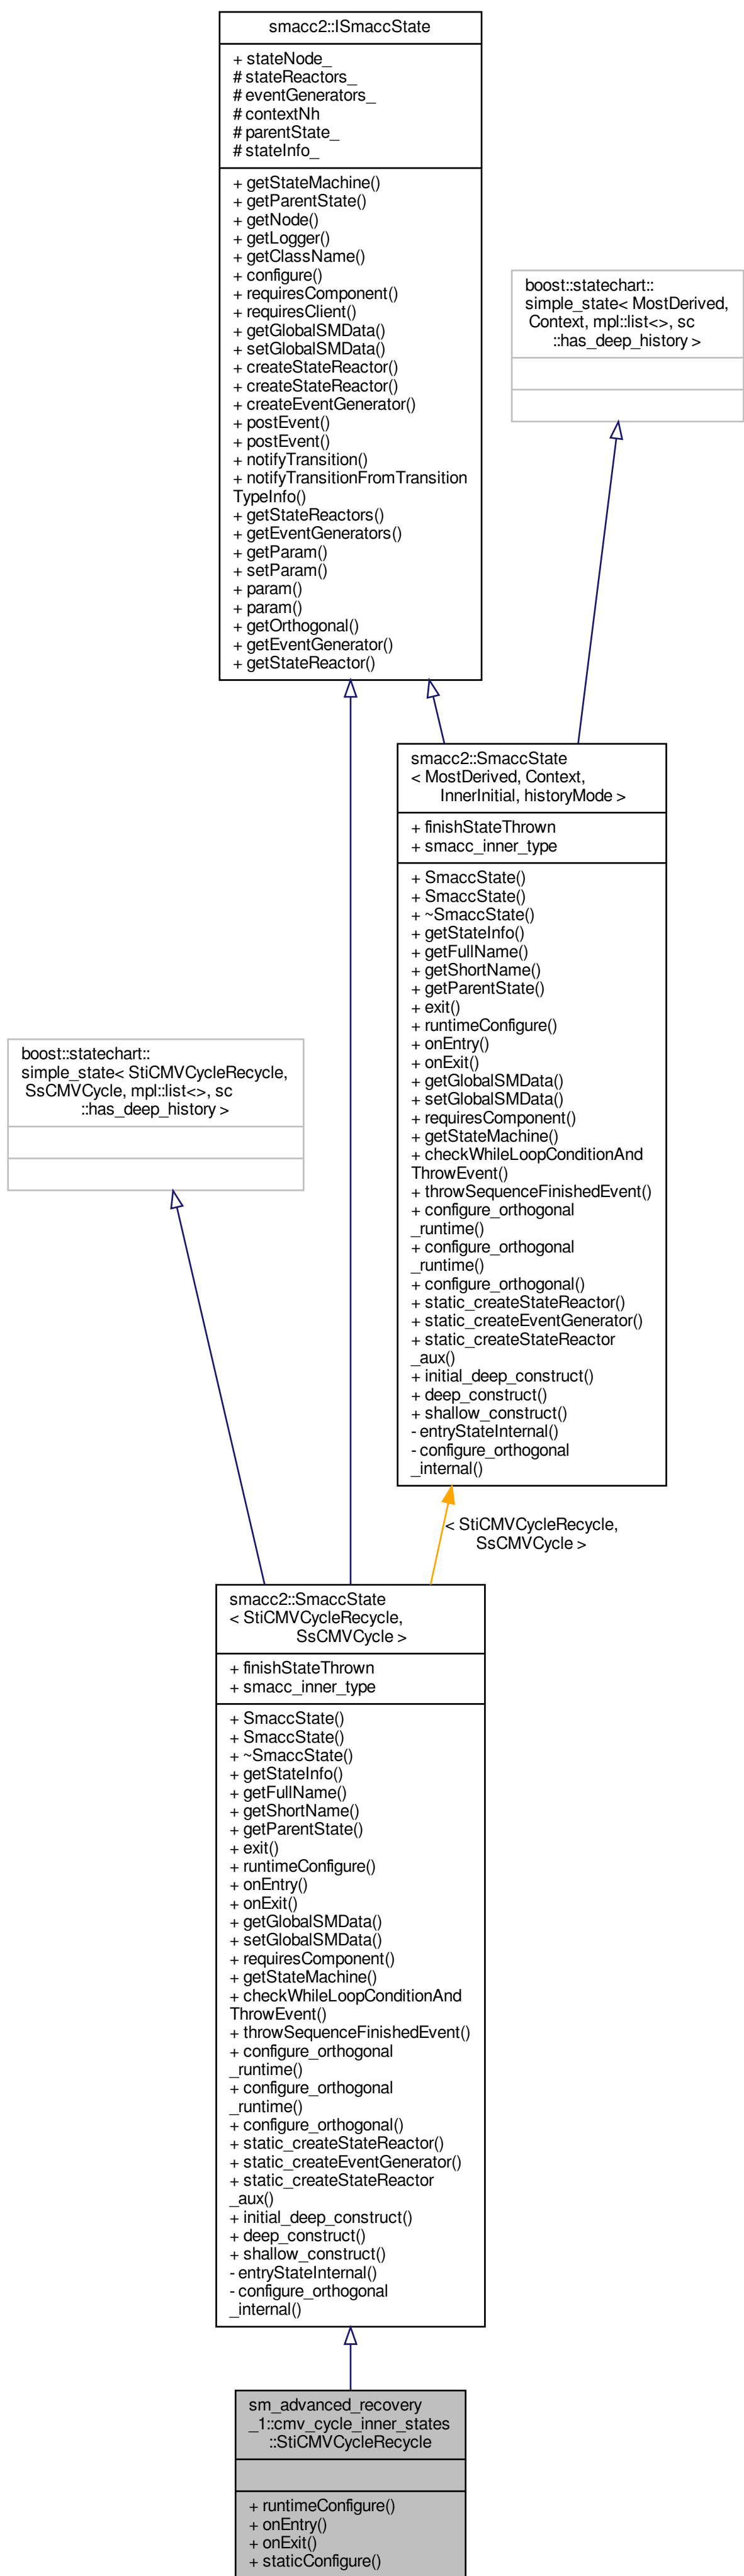 smacc2::ISmaccState
+ stateNode_
# stateReactors_
# eventGenerators_
# contextNh
# parentState_
# stateInfo_
+ getStateMachine()
+ getParentState()
+ getNode()
+ getLogger()
+ getClassName()
+ configure()
+ requiresComponent()
+ requiresClient()
+ getGlobalSMData()
+ setGlobalSMData()
+ createStateReactor()
+ createStateReactor()
+ createEventGenerator()
+ postEvent()
+ postEvent()
+ notifyTransition()
+ notifyTransitionFromTransition
TypeInfo()
+ getStateReactors()
+ getEventGenerators()
+ getParam()
+ setParam()
+ param()
+ param()
+ getOrthogonal()
+ getEventGenerator()
+ getStateReactor()
boost::statechart::
simple_state< MostDerived,
Context, mpl::list<>, sc
::has_deep_history >
smacc2::SmaccState
< MostDerived, Context,
InnerInitial, historyMode >
+ finishStateThrown
+ smacc_inner_type
+ SmaccState()
+ SmaccState()
+ ~SmaccState()
+ getStateInfo()
+ getFullName()
+ getShortName()
+ getParentState()
+ exit()
+ runtimeConfigure()
+ onEntry()
+ onExit()
+ getGlobalSMData()
+ setGlobalSMData()
+ requiresComponent()
+ getStateMachine()
+ checkWhileLoopConditionAnd
ThrowEvent()
+ throwSequenceFinishedEvent()
+ configure_orthogonal
_runtime()
+ configure_orthogonal
_runtime()
+ configure_orthogonal()
+ static_createStateReactor()
+ static_createEventGenerator()
+ static_createStateReactor
_aux()
+ initial_deep_construct()
+ deep_construct()
+ shallow_construct()
- entryStateInternal()
- configure_orthogonal
_internal()
boost::statechart::
simple_state< StiCMVCycleRecycle,
SsCMVCycle, mpl::list<>, sc
::has_deep_history >
< StiCMVCycleRecycle,
SsCMVCycle >
smacc2::SmaccState
< StiCMVCycleRecycle,
SsCMVCycle >
+ finishStateThrown
+ smacc_inner_type
+ SmaccState()
+ SmaccState()
+ ~SmaccState()
+ getStateInfo()
+ getFullName()
+ getShortName()
+ getParentState()
+ exit()
+ runtimeConfigure()
+ onEntry()
+ onExit()
+ getGlobalSMData()
+ setGlobalSMData()
+ requiresComponent()
+ getStateMachine()
+ checkWhileLoopConditionAnd
ThrowEvent()
+ throwSequenceFinishedEvent()
+ configure_orthogonal
_runtime()
+ configure_orthogonal
_runtime()
+ configure_orthogonal()
+ static_createStateReactor()
+ static_createEventGenerator()
+ static_createStateReactor
_aux()
+ initial_deep_construct()
+ deep_construct()
+ shallow_construct()
- entryStateInternal()
- configure_orthogonal
_internal()
sm_advanced_recovery
_1::cmv_cycle_inner_states
::StiCMVCycleRecycle
+ runtimeConfigure()
+ onEntry()
+ onExit()
+ staticConfigure()